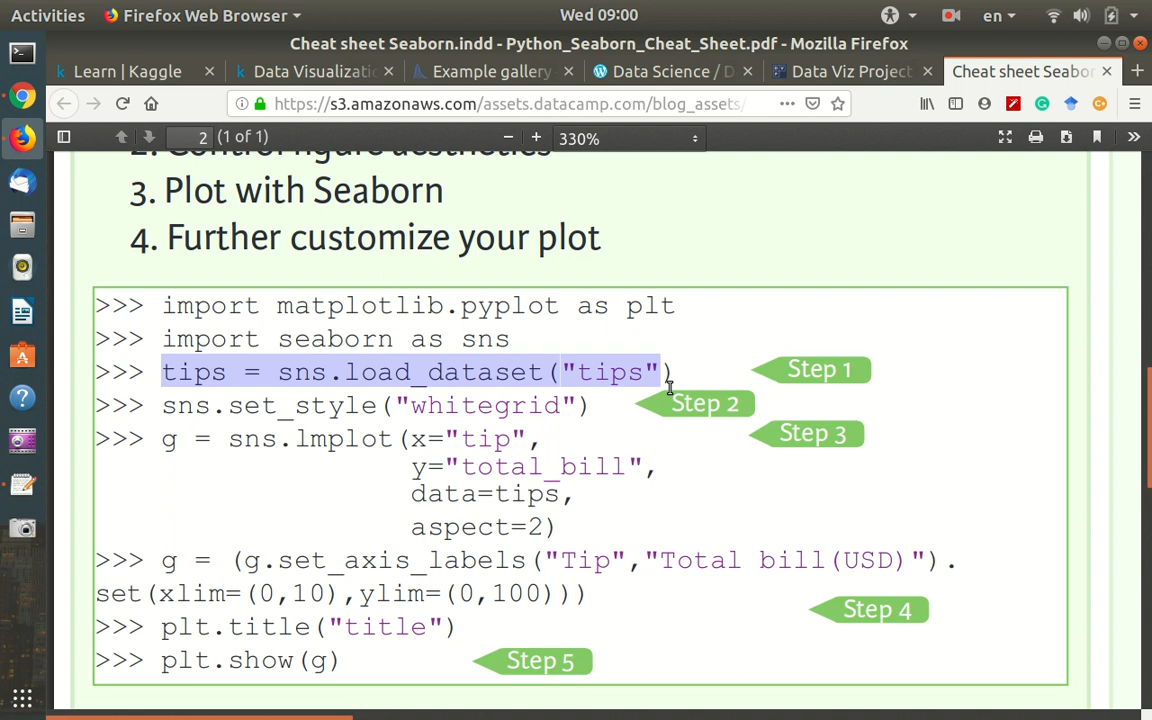 Activities Firefox Web Browser Wed 09:00 en
Cheat sheet Seaborn.indd - Python_Seaborn_Cheat_Sheet.pdf - Mozilla Firefox
Learn | Kaggle Data Visualizatio Example gallery Data Science / D Data Viz Project Cheat sheet Seabor
https://s3.amazonaws.com/assets.datacamp.com/blog_assets/
2 (1 of 1) 330%
2. Control figure aesthetics
3. Plot with Seaborn
4. Further customize your plot
>>> import matplotlib.pyplot as plt
>>> import seaborn as sns
>>> tips = sns.load_dataset("tips") Step 1
>>> sns.set_style("whitegrid") Step 2
>>> g = sns.lmplot(x="tip", Step 3
y="total_bill",
data=tips,
aspect=2)
>>> g = (g.set_axis_labels("Tip","Total bill(USD)").
set(xlim=(0,10),ylim=(0,100)))
Step 4
>>> plt.title("title")
>>> plt.show(g) Step 5